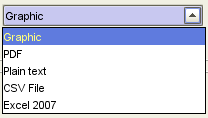 Graphic
Graphic
PDF
Plain text
CSV File
Excel 2007